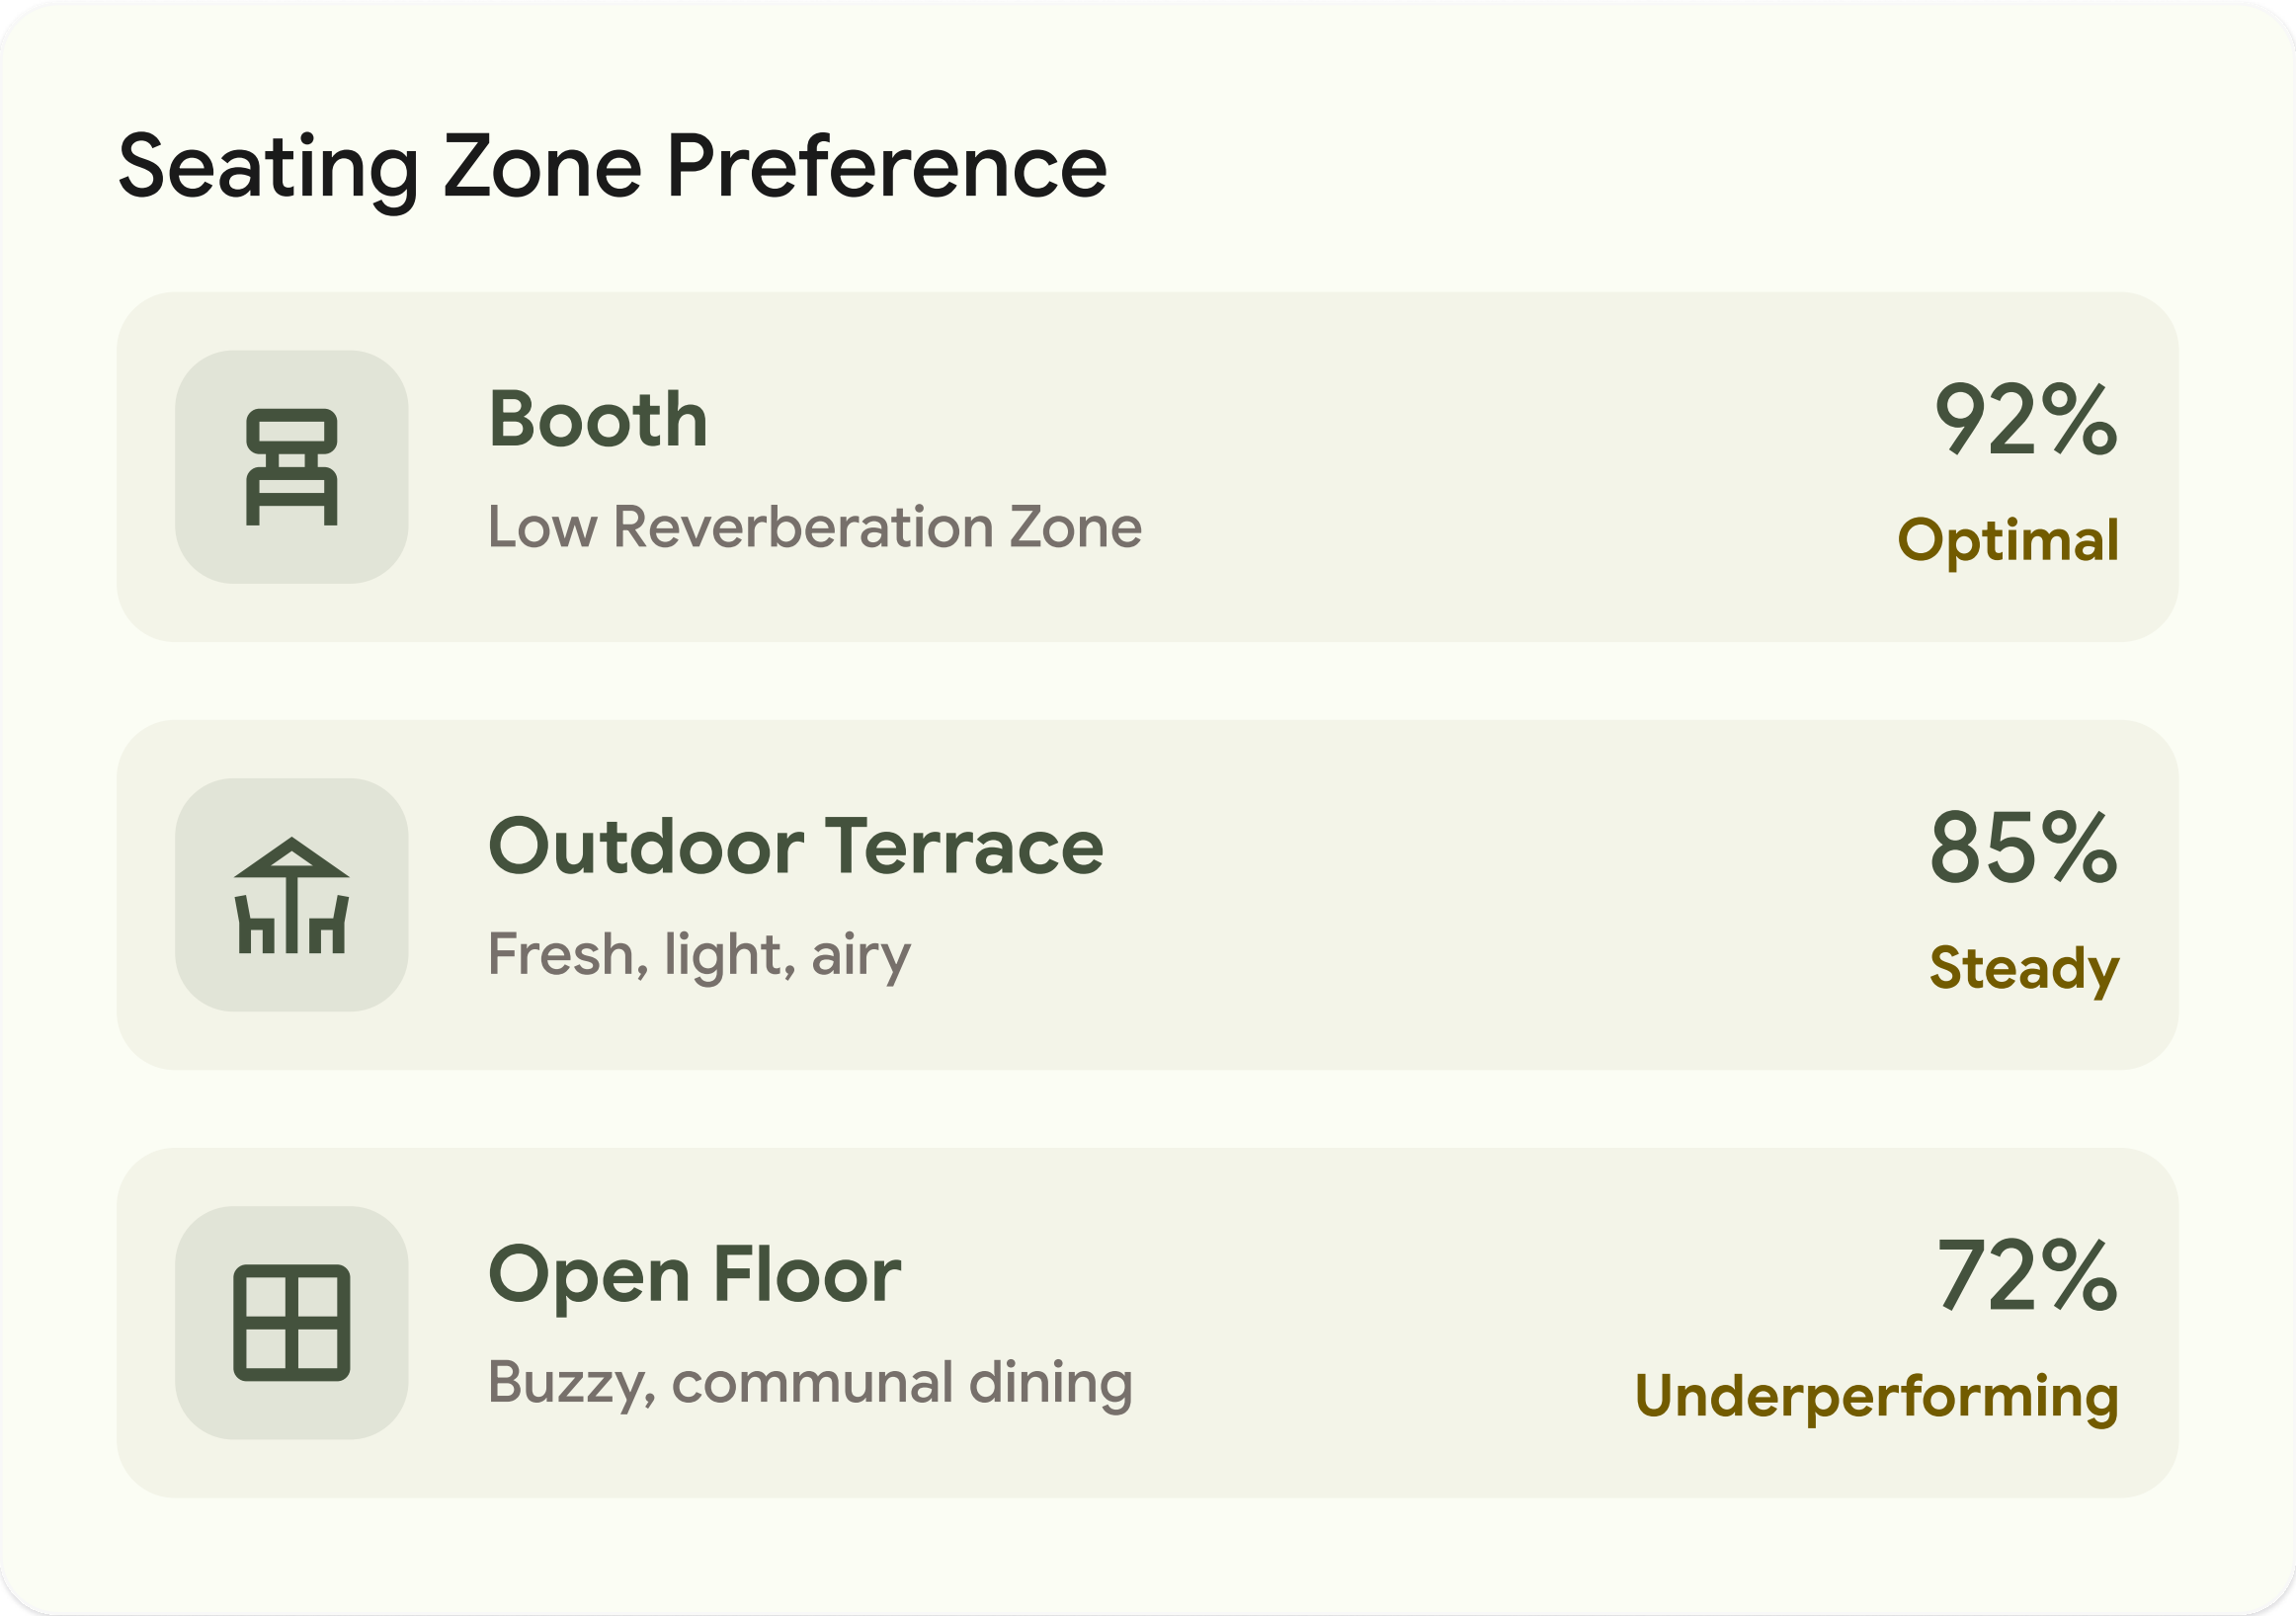 Seating Zone Preference
Booth
Low Reverberation Zone
92%
Optimal
Outdoor Terrace
Fresh, light, airy
85%
Steady
Open Floor
Buzzy, communal dining
72%
Underperforming